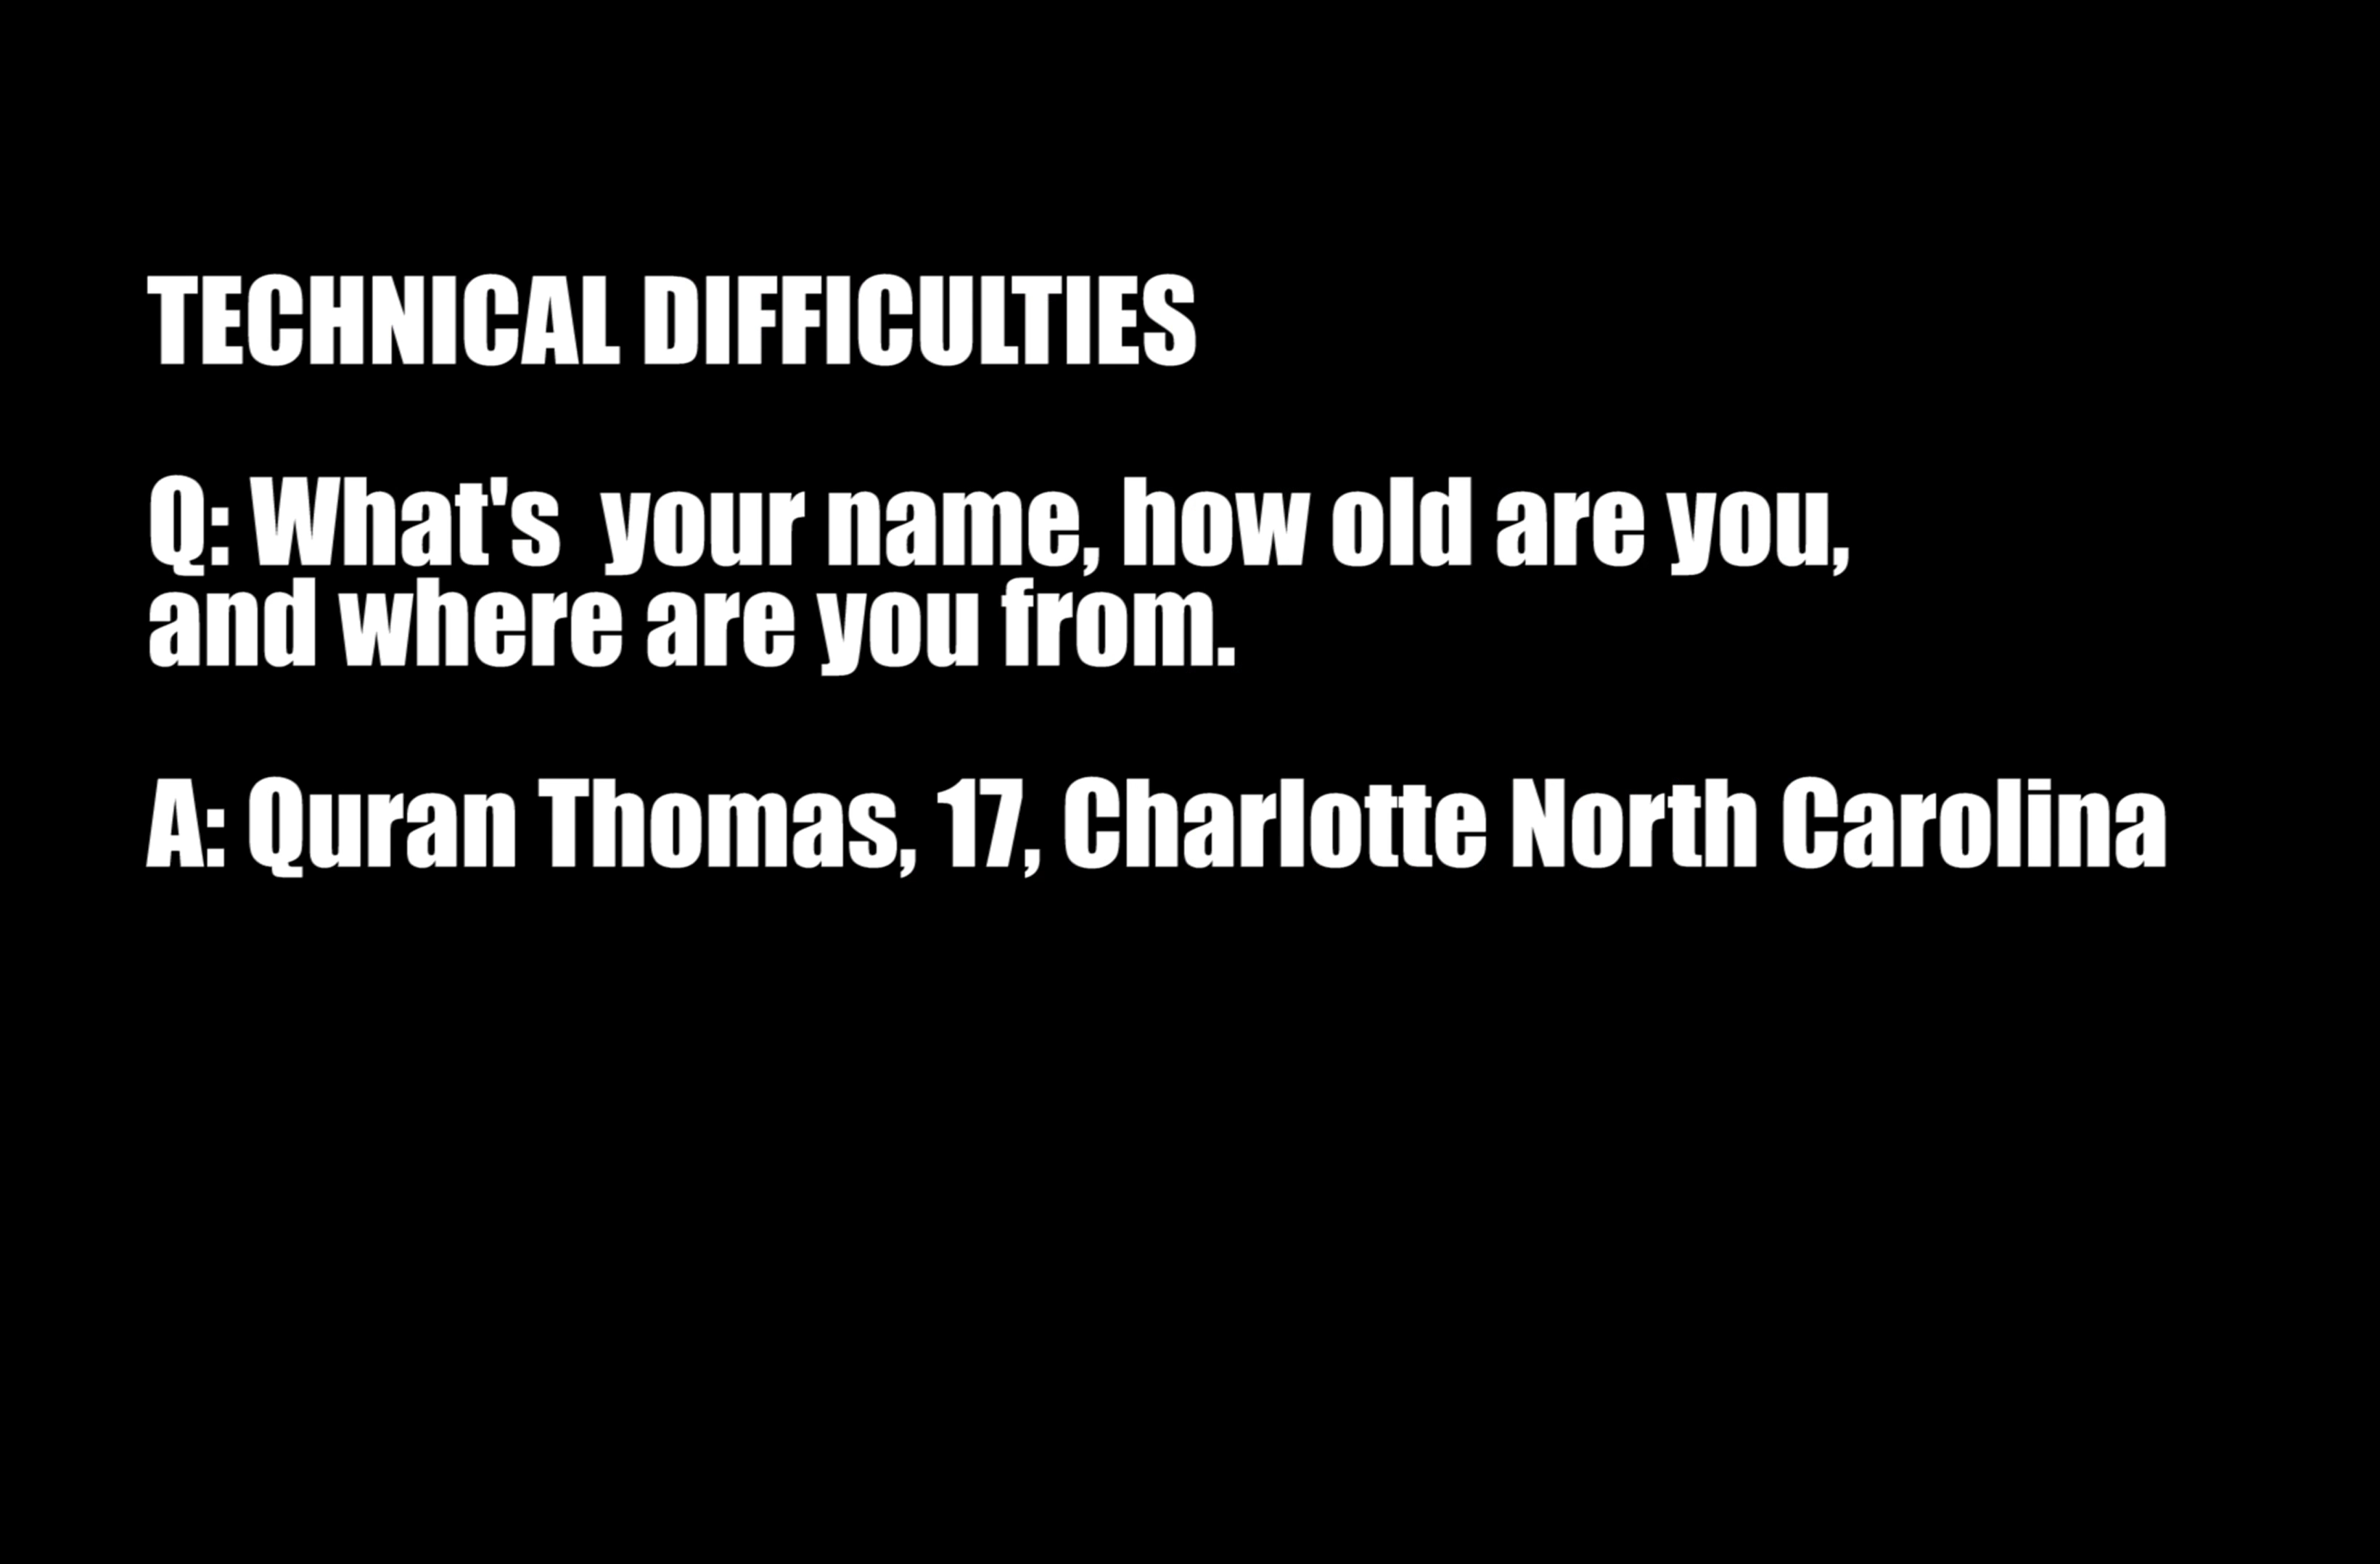 TECHNICAL DIFFICULTIES
Q: What's  your name, how old are you,
and where are you from.
A: Quran Thomas, 17, Charlotte North Carolina